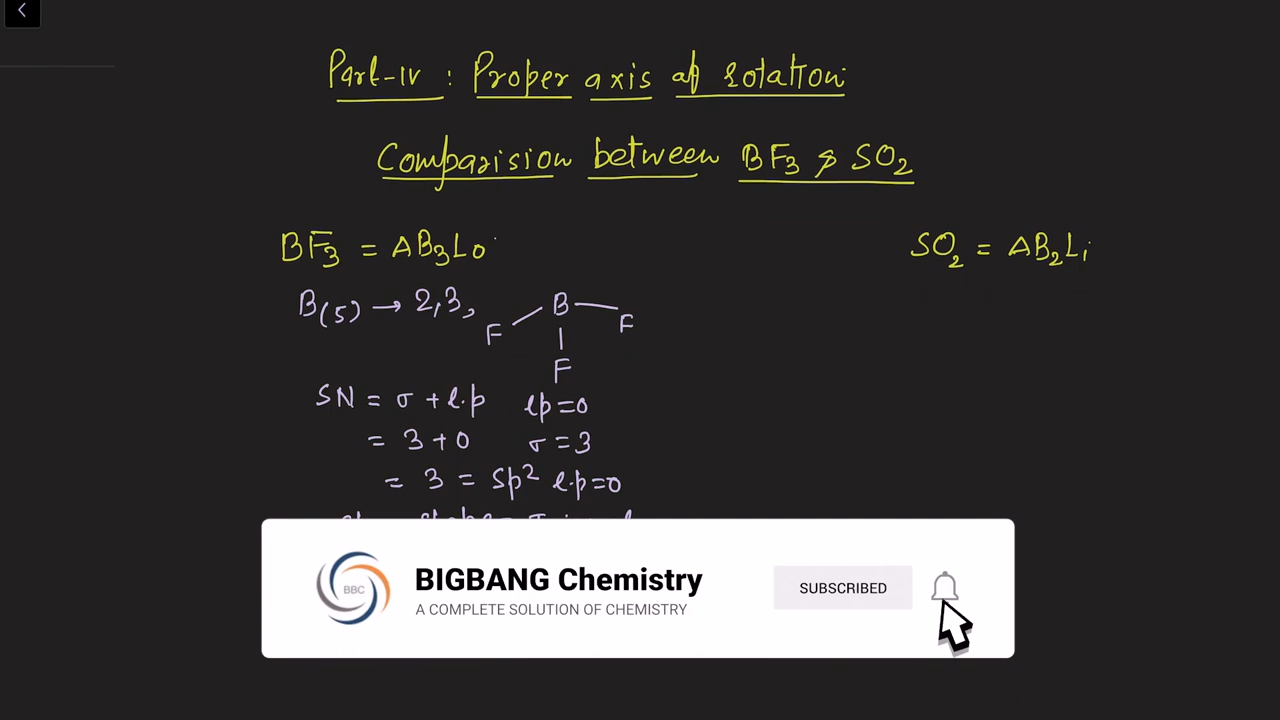 Part-IV : Proper axis of rotation
Comparision between BF3 & SO2
BF3 = AB3L0
SO2 = AB2L1
B(5) → 2,3,
B
F
F
F
SN = σ + l.p
lp=0
= 3+0
σ=3
= 3 = Sp2 l.p=0
BBC
BIGBANG Chemistry
A COMPLETE SOLUTION OF CHEMISTRY
SUBSCRIBED